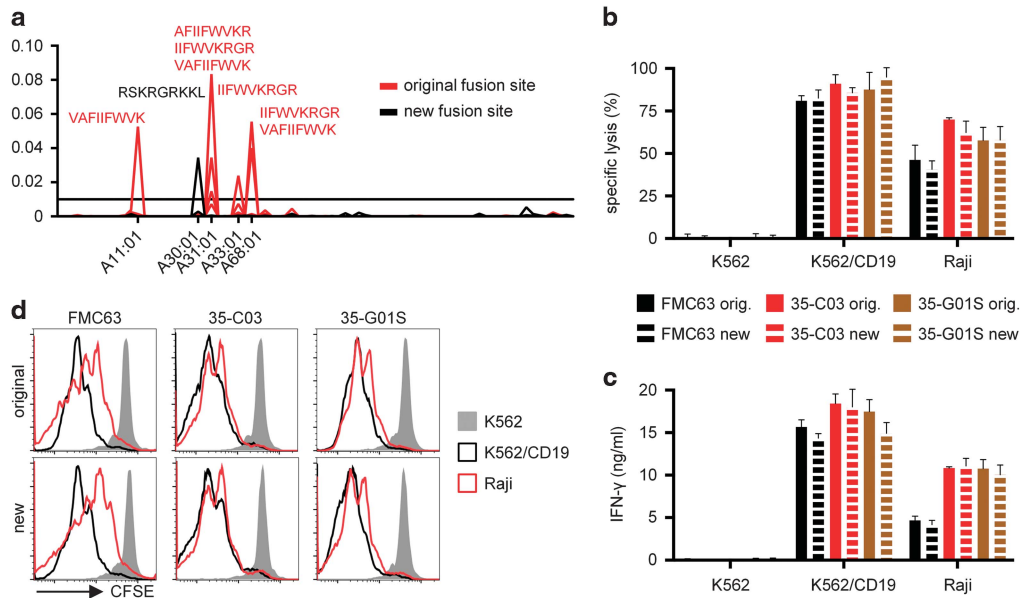 a
AFIIFWVKR
IIFWVKRGR
VAFIIFWVK
RSKRGRKKL
IIFWVKRGR
VAFIIFWVK
IIFWVKRGR
VAFIIFWVK
original fusion site
new fusion site
0.10
0.08
0.06
0.04
0.02
0
A11:01
A30:01
A31:01
A33:01
A68:01
b
specific lysis (%)
100
75
50
25
0
K562 K562/CD19 Raji
FMC63 orig. 35-C03 orig. 35-G01S orig.
FMC63 new 35-C03 new 35-G01S new
c
IFN-γ (ng/ml)
20
15
10
5
0
K562 K562/CD19 Raji
d
FMC63 35-C03 35-G01S
original
new
K562
K562/CD19
Raji
CFSE